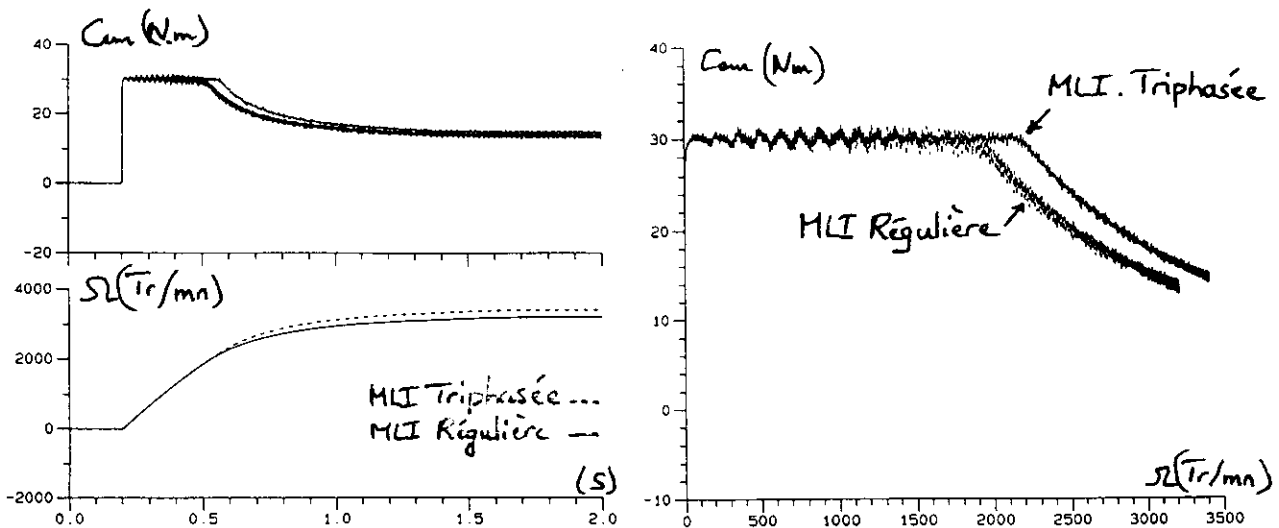 Cem (N.m)
40
20
0
-20
Ω (Tr/mn)
4000
2000
0
-2000
MLI Triphasée ---
MLI Régulière —
(s)
0.0 0.5 1.0 1.5 2.0
Cem (Nm)
40
30
20
10
0
-10
MLI. Triphasée
MLI Régulière
Ω (Tr/mn)
0 500 1000 1500 2000 2500 3000 3500